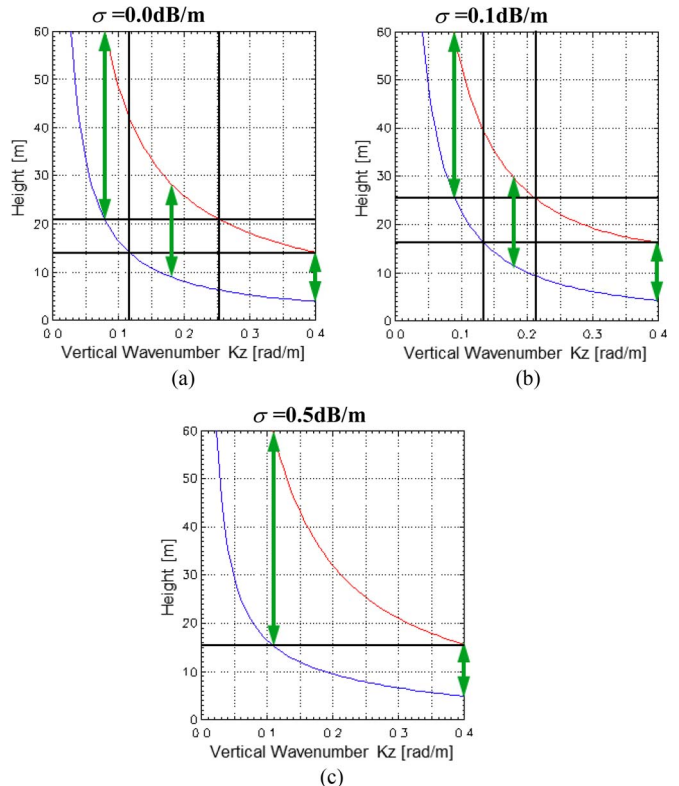 σ =0.0dB/m
60
50
40
30
20
10
0
Height [m]
0 0 0 1 0 2 0 3 0 4
Vertical Wavenumber Kz [rad/m]
(a)
σ =0.1dB/m
60
50
40
30
20
10
0
Height [m]
0.0 0.1 0.2 0.3 0 4
Vertical Wavenumber Kz [rad/m]
(b)
σ =0.5dB/m
60
50
40
30
20
10
0
Height [m]
0 0 0 1 0 2 0 3 0 4
Vertical Wavenumber Kz [rad/m]
(c)